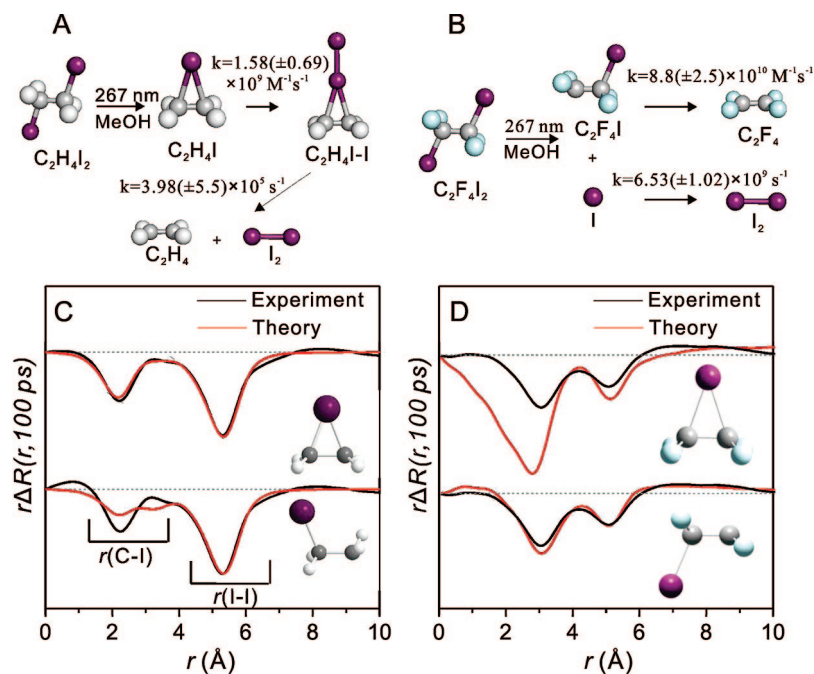 A
k=1.58(±0.69)
×10⁹ M⁻¹s⁻¹
267 nm
MeOH
C₂H₄I₂
C₂H₄I
C₂H₄I-I
k=3.98(±5.5)×10⁵ s⁻¹
+
C₂H₄
I₂
B
k=8.8(±2.5)×10¹⁰ M⁻¹s⁻¹
267 nm
MeOH
C₂F₄I
C₂F₄
C₂F₄I₂
+
k=6.53(±1.02)×10⁹ s⁻¹
I
I₂
C
Experiment
Theory
rΔR(r, 100 ps)
r(C-I)
r(I-I)
0 2 4 6 8 10
r (Å)
D
Experiment
Theory
rΔR(r, 100 ps)
0 2 4 6 8 10
r (Å)